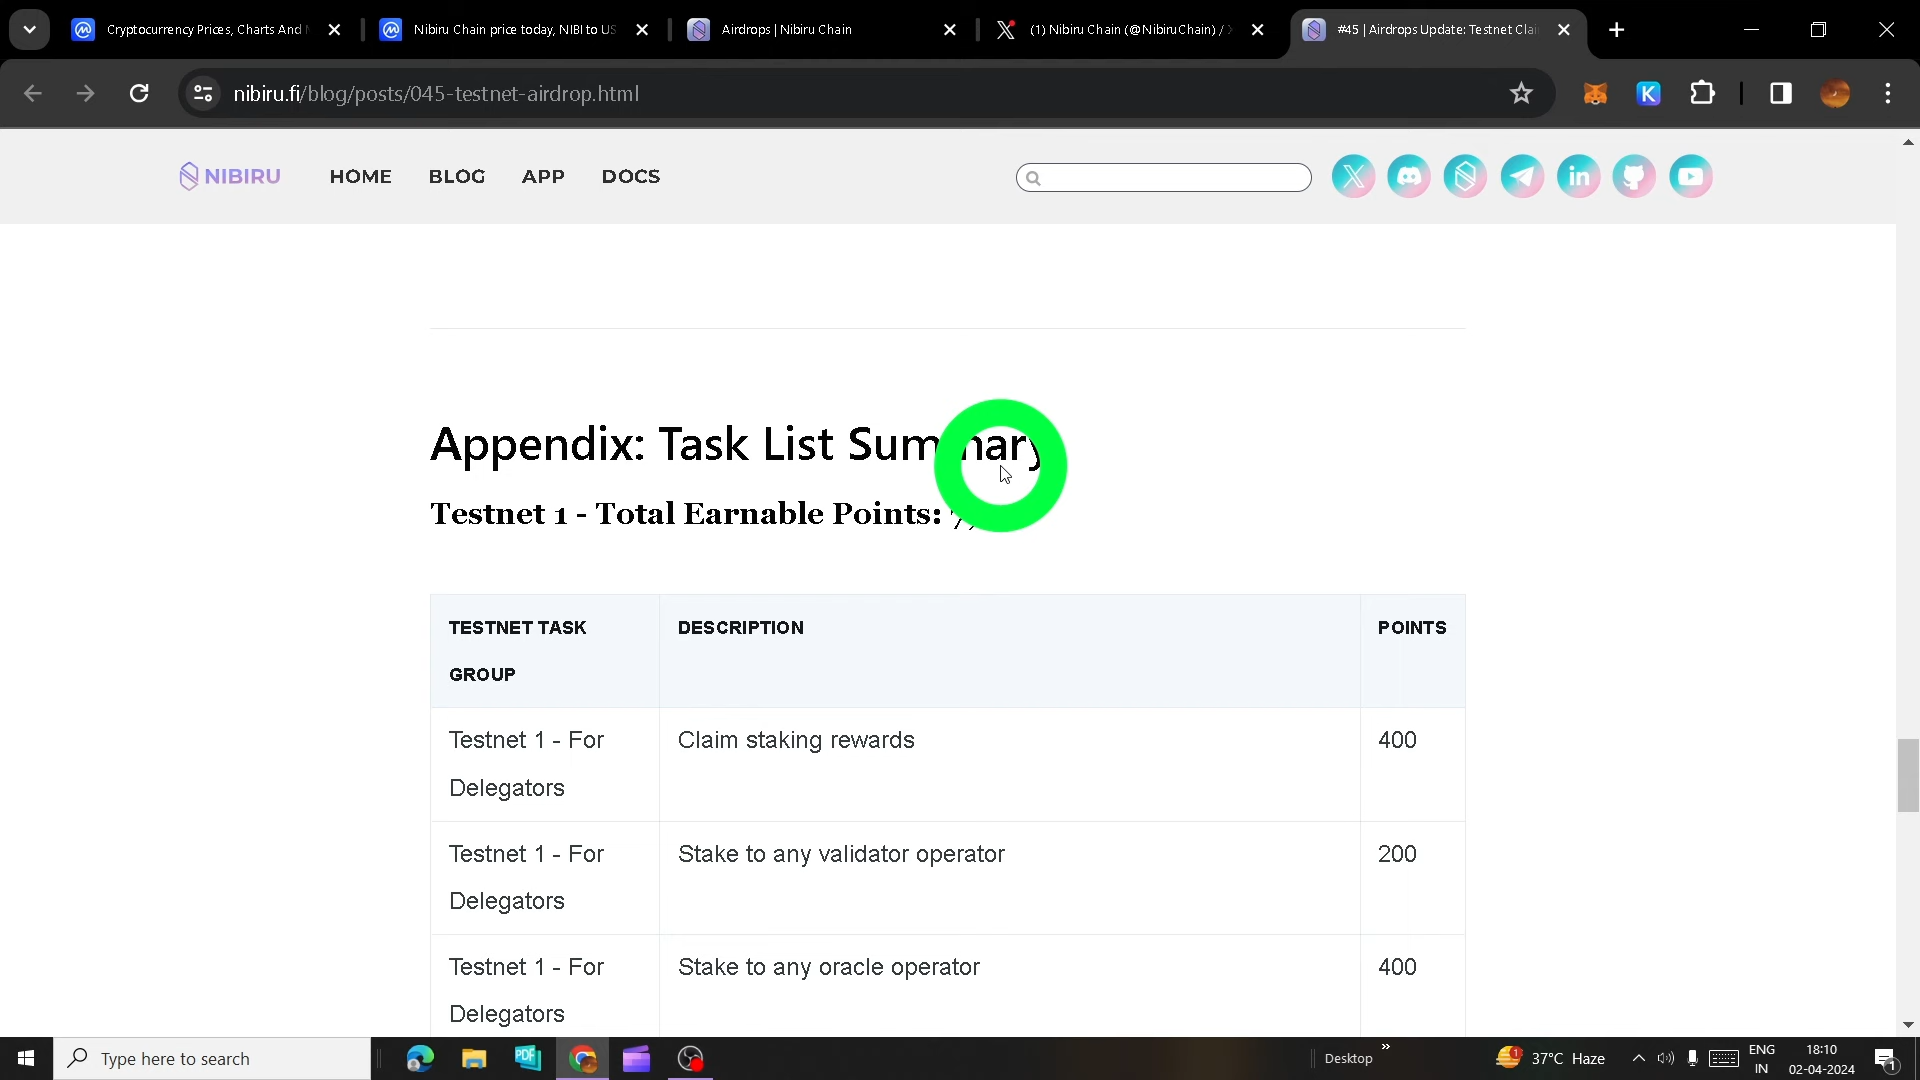 Cryptocurrency Prices, Charts And
Nibiru Chain price today, NIBI to US
Airdrops | Nibiru Chain
(1) Nibiru Chain (@NibiruChain) /
#45 | Airdrops Update: Testnet Clai
nibiru.fi/blog/posts/045-testnet-airdrop.html
NIBIRU
HOME
BLOG
APP
DOCS
Appendix: Task List Summary
Testnet 1 - Total Earnable Points:
TESTNET TASK GROUP
DESCRIPTION
POINTS
Testnet 1 - For Delegators
Claim staking rewards
400
Testnet 1 - For Delegators
Stake to any validator operator
200
Testnet 1 - For Delegators
Stake to any oracle operator
400
Type here to search
Desktop
37°C Haze
ENG
IN
18:10
02-04-2024